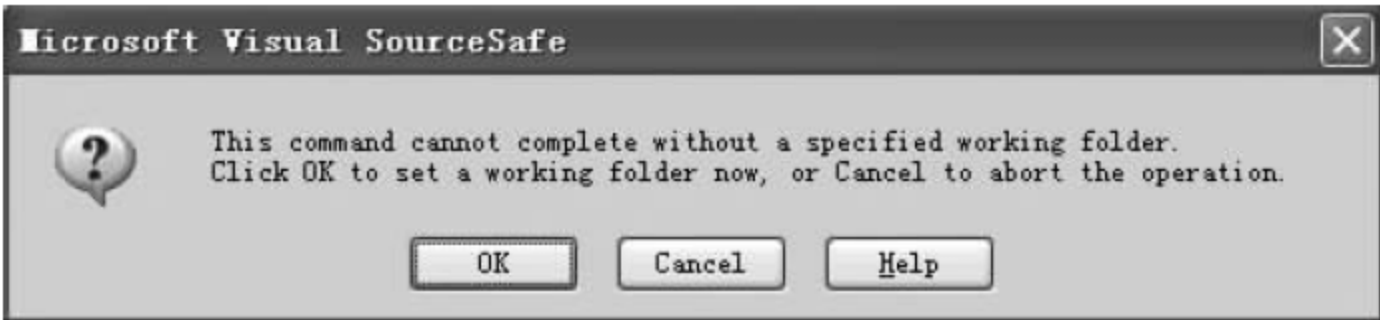 Microsoft Visual SourceSafe
This command cannot complete without a specified working folder.
Click OK to set a working folder now, or Cancel to abort the operation.
OK Cancel Help